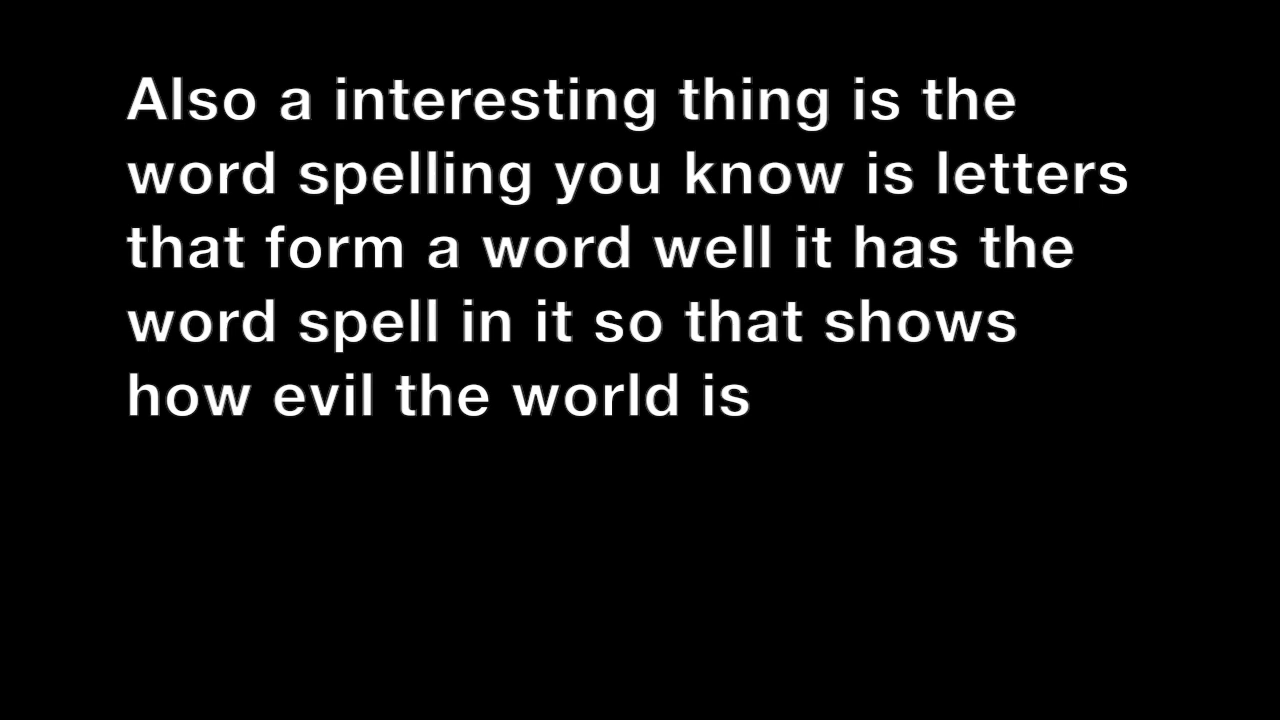 Also a interesting thing is the
word spelling you know is letters
that form a word well it has the
word spell in it so that shows
how evil the world is